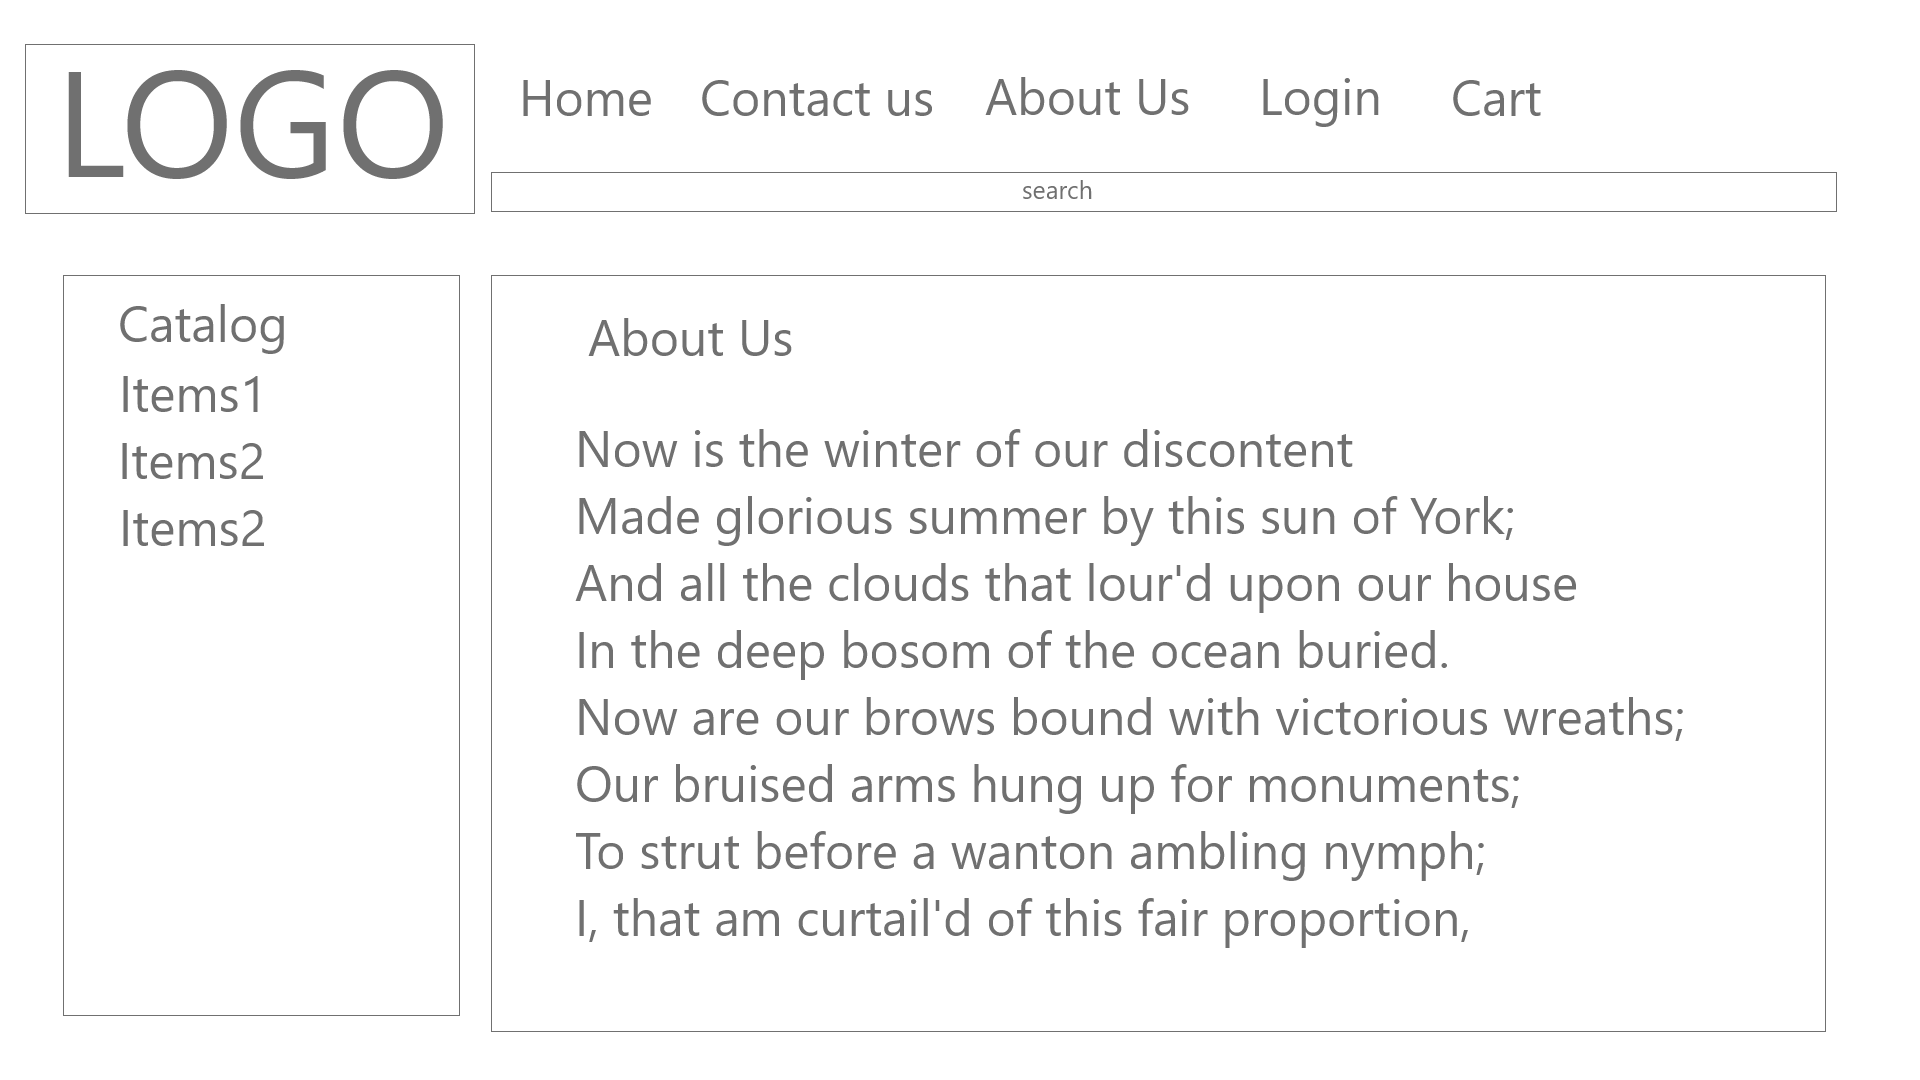 LOGO
Home Contact us About Us Login Cart
search
Catalog
Items1
Items2
Items2
About Us
Now is the winter of our discontent
Made glorious summer by this sun of York;
And all the clouds that lour'd upon our house
In the deep bosom of the ocean buried.
Now are our brows bound with victorious wreaths;
Our bruised arms hung up for monuments;
To strut before a wanton ambling nymph;
I, that am curtail'd of this fair proportion,